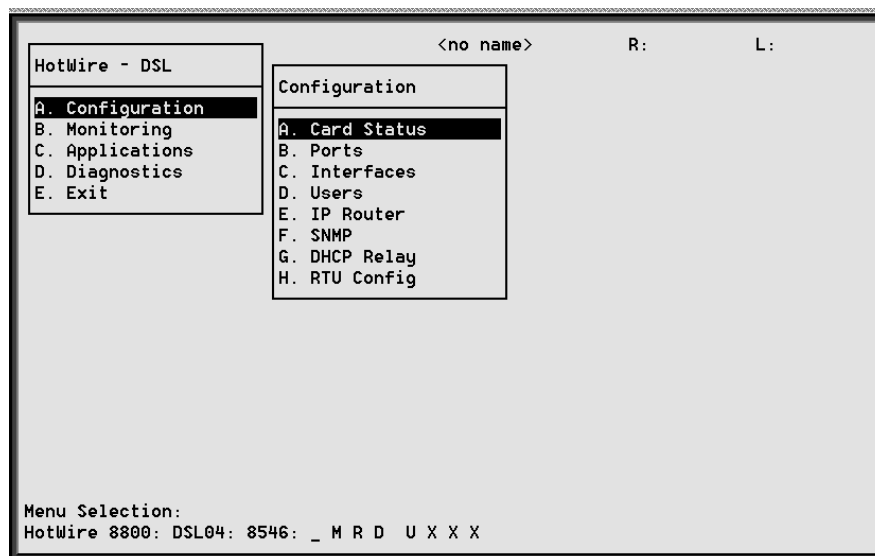 <no name> R: L:
HotWire - DSL
A. Configuration
B. Monitoring
C. Applications
D. Diagnostics
E. Exit
Configuration
A. Card Status
B. Ports
C. Interfaces
D. Users
E. IP Router
F. SNMP
G. DHCP Relay
H. RTU Config
Menu Selection:
HotWire 8800: DSL04: 8546: _ M R D U X X X